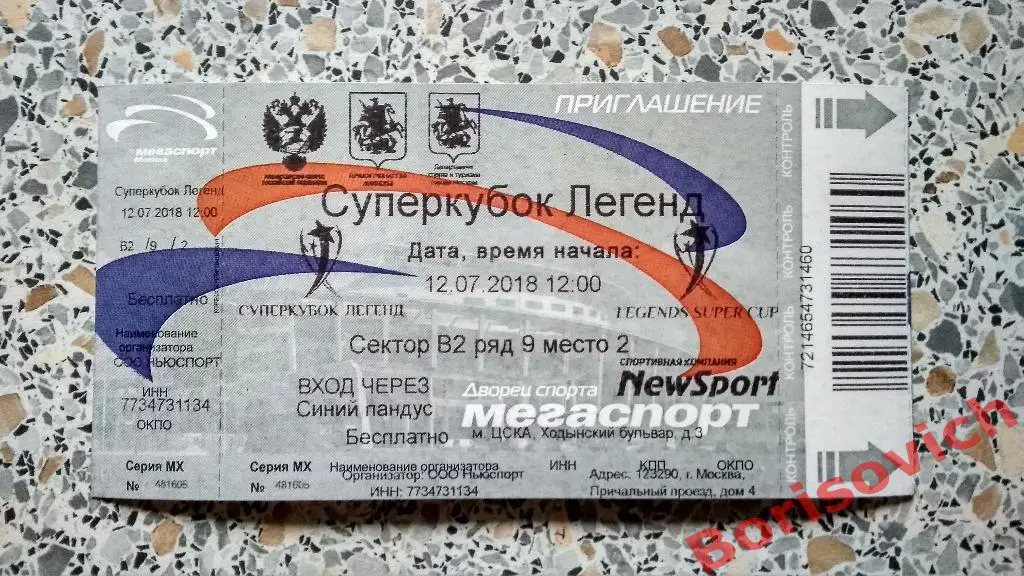 мегаспорт
Суперкубок Легенд
12.07.2018 12:00
В2 / 9 / 2
Бесплатно
Наименование
организатора
ООО НЬЮСПОРТ
ИНН
7734731134
ОКПО
Серия МХ
№ 481605
ПРИГЛАШЕНИЕ
Суперкубок Легенд
Дата, время начала:
12.07.2018 12:00
СУПЕРКУБОК ЛЕГЕНД
LEGENDS SUPER CUP
Сектор В2 ряд 9 место 2
СПОРТИВНАЯ КОМПАНИЯ
NewSport
ВХОД ЧЕРЕЗ
Синий пандус
Дворец спорта
мегаспорт
Бесплатно м. ЦСКА, Ходынский бульвар, д.3
Серия МХ
№ 481605
Наименование организатора ИНН КПП ОКПО
Организатор: ООО Ньюспорт
ИНН: 7734731134
Адрес: 123290, г. Москва,
Причальный проезд, дом 4
КОНТРОЛЬ КОНТРОЛЬ КОНТРОЛЬ КОНТРОЛЬ
7214654731460
Borisovich